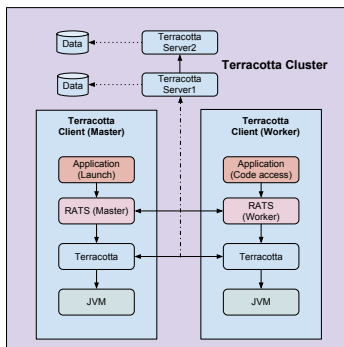 Data
Terracotta
Server2
Data
Terracotta
Server1
Terracotta Cluster
Terracotta
Client (Master)
Application
(Launch)
RATS (Master)
Terracotta
JVM
Terracotta
Client (Worker)
Application
(Code access)
RATS
(Worker)
Terracotta
JVM